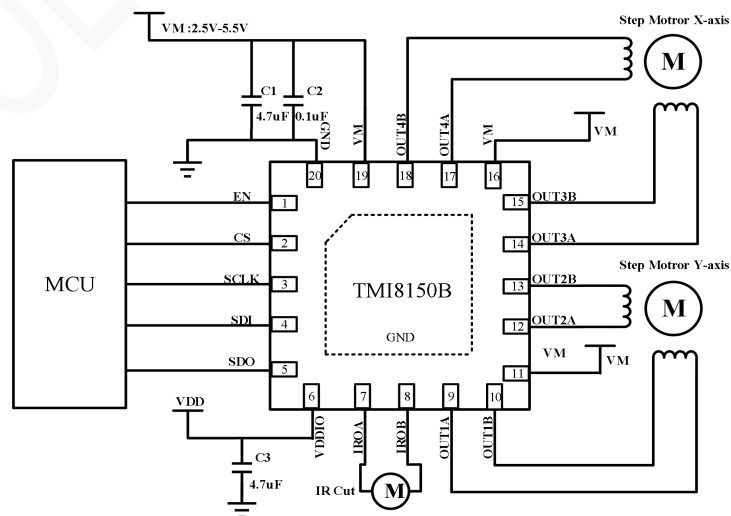 VM :2.5V-5.5V
Step Motror X-axis
M
C1
C2
4.7uF
0.1uF
GND
VM
OUT4B
OUT4A
VM
VM
20
19
18
17
16
MCU
EN
1
CS
2
SCLK
3
SDI
4
SDO
5
TMI8150B
GND
15
OUT3B
14
OUT3A
Step Motror Y-axis
13
OUT2B
12
OUT2A
M
11
VM
VM
6
7
8
9
10
VDD
VDDIO
IROA
IROB
OUT1A
OUT1B
C3
4.7uF
IR Cut
M